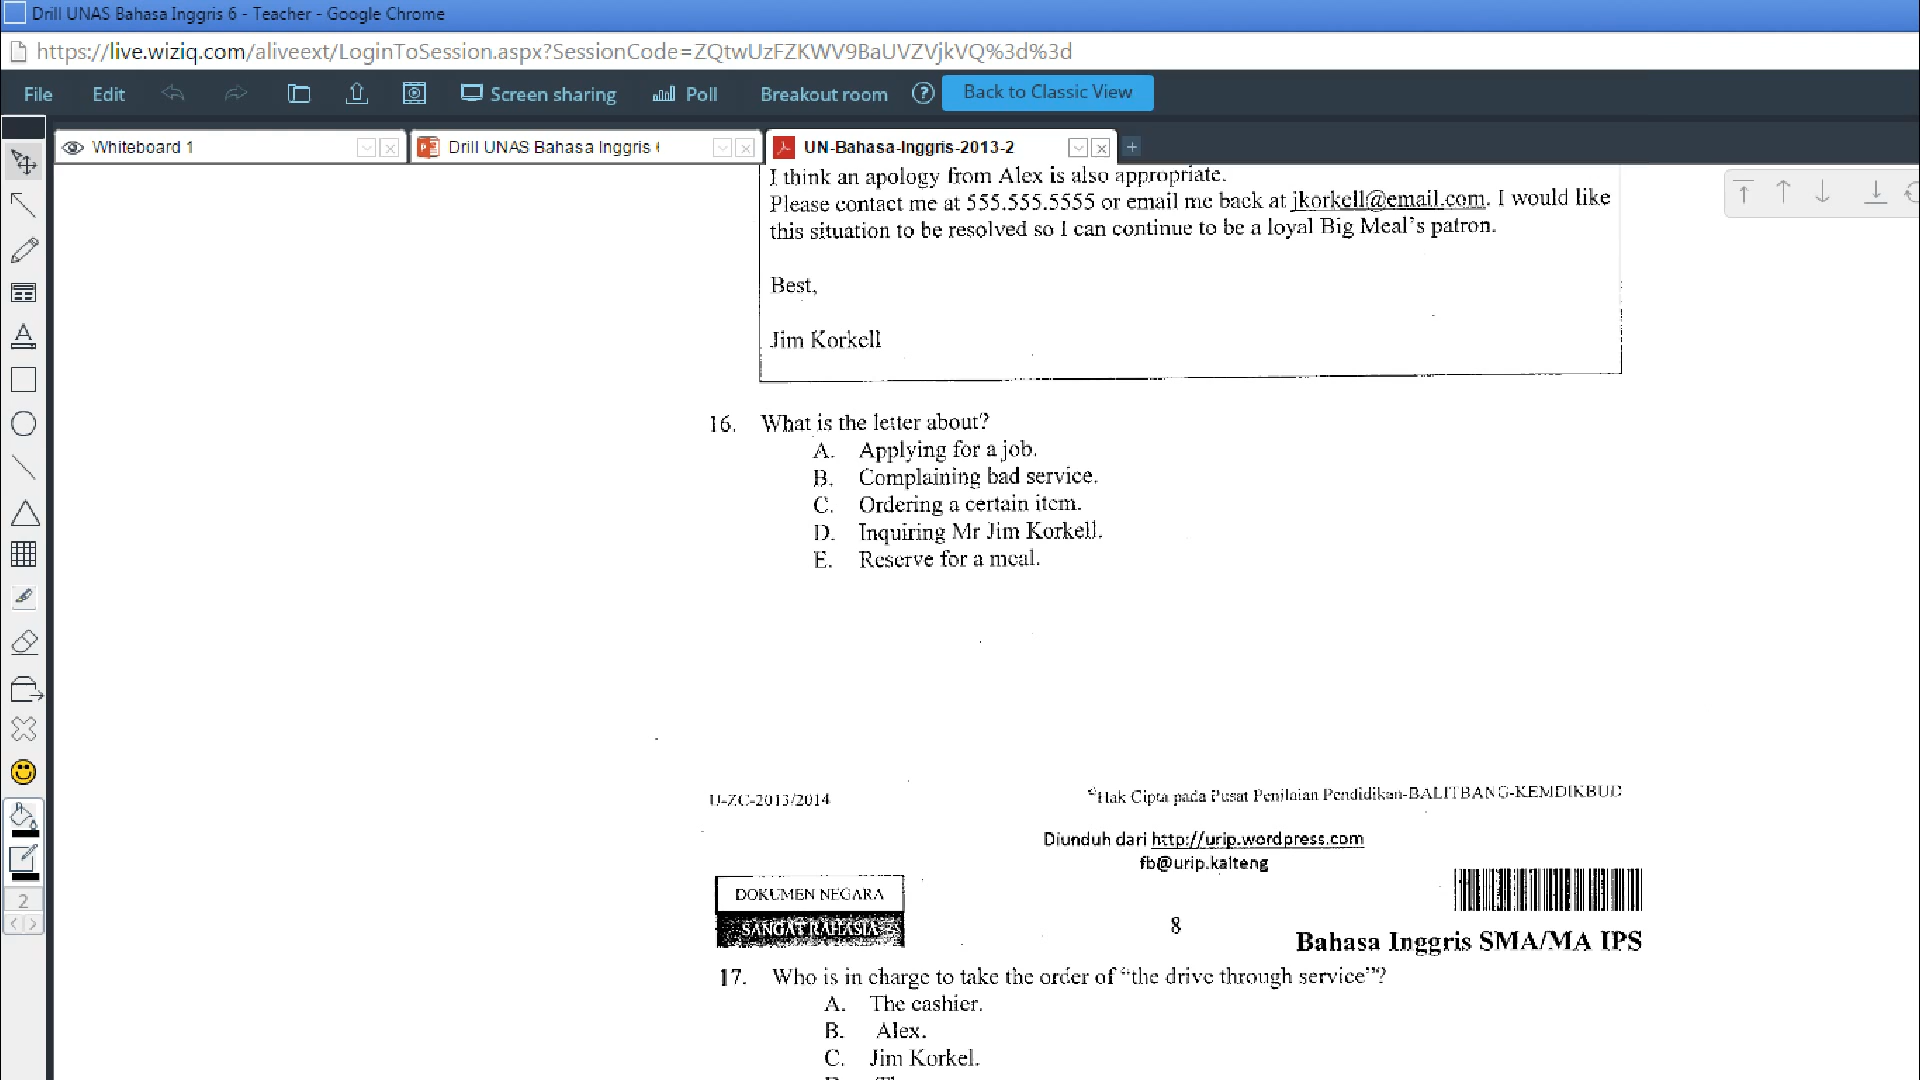 Drill UNAS Bahasa Inggris 6 - Teacher - Google Chrome
https://live.wiziq.com/aliveext/LoginToSession.aspx?SessionCode=ZQtwUzFZKWV9BaUVZVjkVQ%3d%3d
File Edit Screen sharing Poll Breakout room ? Back to Classic View
Whiteboard 1 Drill UNAS Bahasa Inggris UN-Bahasa-Inggris-2013-2
I think an apology from Alex is also appropriate.
Please contact me at 555.555.5555 or email me back at jkorkell@email.com. I would like
this situation to be resolved so I can continue to be a loyal Big Meal's patron.
Best,
Jim Korkell
16. What is the letter about?
A. Applying for a job.
B. Complaining bad service.
C. Ordering a certain item.
D. Inquiring Mr Jim Korkell.
E. Reserve for a meal.
U-ZC-2013/2014 ©Hak Cipta pada Pusat Penilaian Pendidikan-BALITBANG-KEMDIKBUD
Diunduh dari http://urip.wordpress.com
fb@urip.kalteng
DOKUMEN NEGARA
SANGAT RAHASIA
8
Bahasa Inggris SMA/MA IPS
17. Who is in charge to take the order of "the drive through service"?
A. The cashier.
B. Alex.
C. Jim Korkel.
2